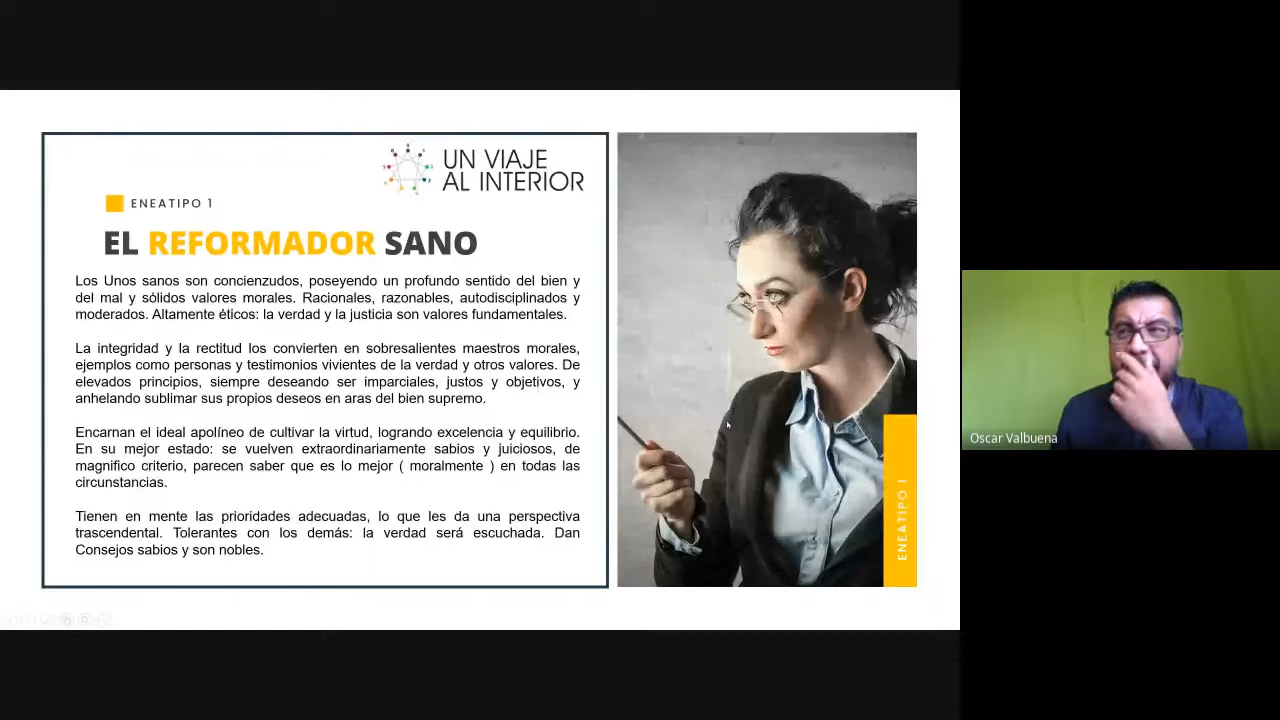 UN VIAJE
AL INTERIOR
ENEATIPO 1
EL REFORMADOR SANO
Los Unos sanos son concienzudos, poseyendo un profundo sentido del bien y
del mal y sólidos valores morales. Racionales, razonables, autodisciplinados y
moderados. Altamente éticos: la verdad y la justicia son valores fundamentales.
La integridad y la rectitud los convierten en sobresalientes maestros morales,
ejemplos como personas y testimonios vivientes de la verdad y otros valores. De
elevados principios, siempre deseando ser imparciales, justos y objetivos, y
anhelando sublimar sus propios deseos en aras del bien supremo.
Encarnan el ideal apolíneo de cultivar la virtud, logrando excelencia y equilibrio.
En su mejor estado: se vuelven extraordinariamente sabios y juiciosos, de
magnifico criterio, parecen saber que es lo mejor ( moralmente ) en todas las
circunstancias.
Tienen en mente las prioridades adecuadas, lo que les da una perspectiva
trascendental. Tolerantes con los demás: la verdad será escuchada. Dan
Consejos sabios y son nobles.
ENEATIPO 1
Oscar Valbuena